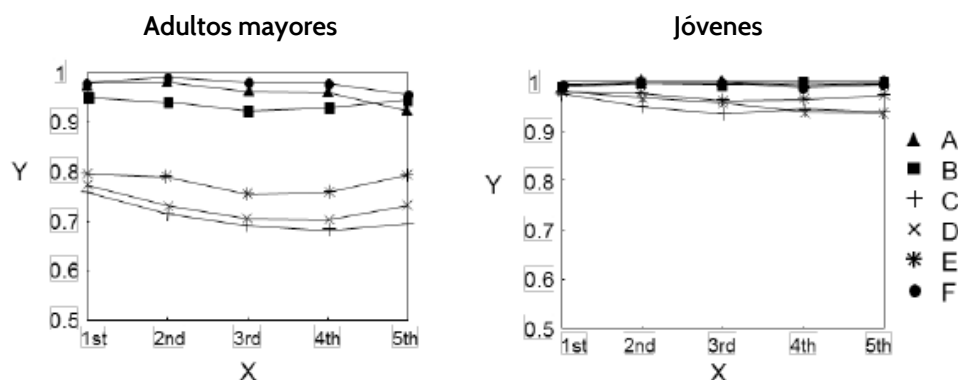 Adultos mayores
1
0.9
0.8
0.7
0.6
0.5
Y
1st 2nd 3rd 4th 5th
X
Jóvenes
1
0.9
0.8
0.7
0.6
0.5
Y
1st 2nd 3rd 4th 5th
X
A
B
C
D
E
F